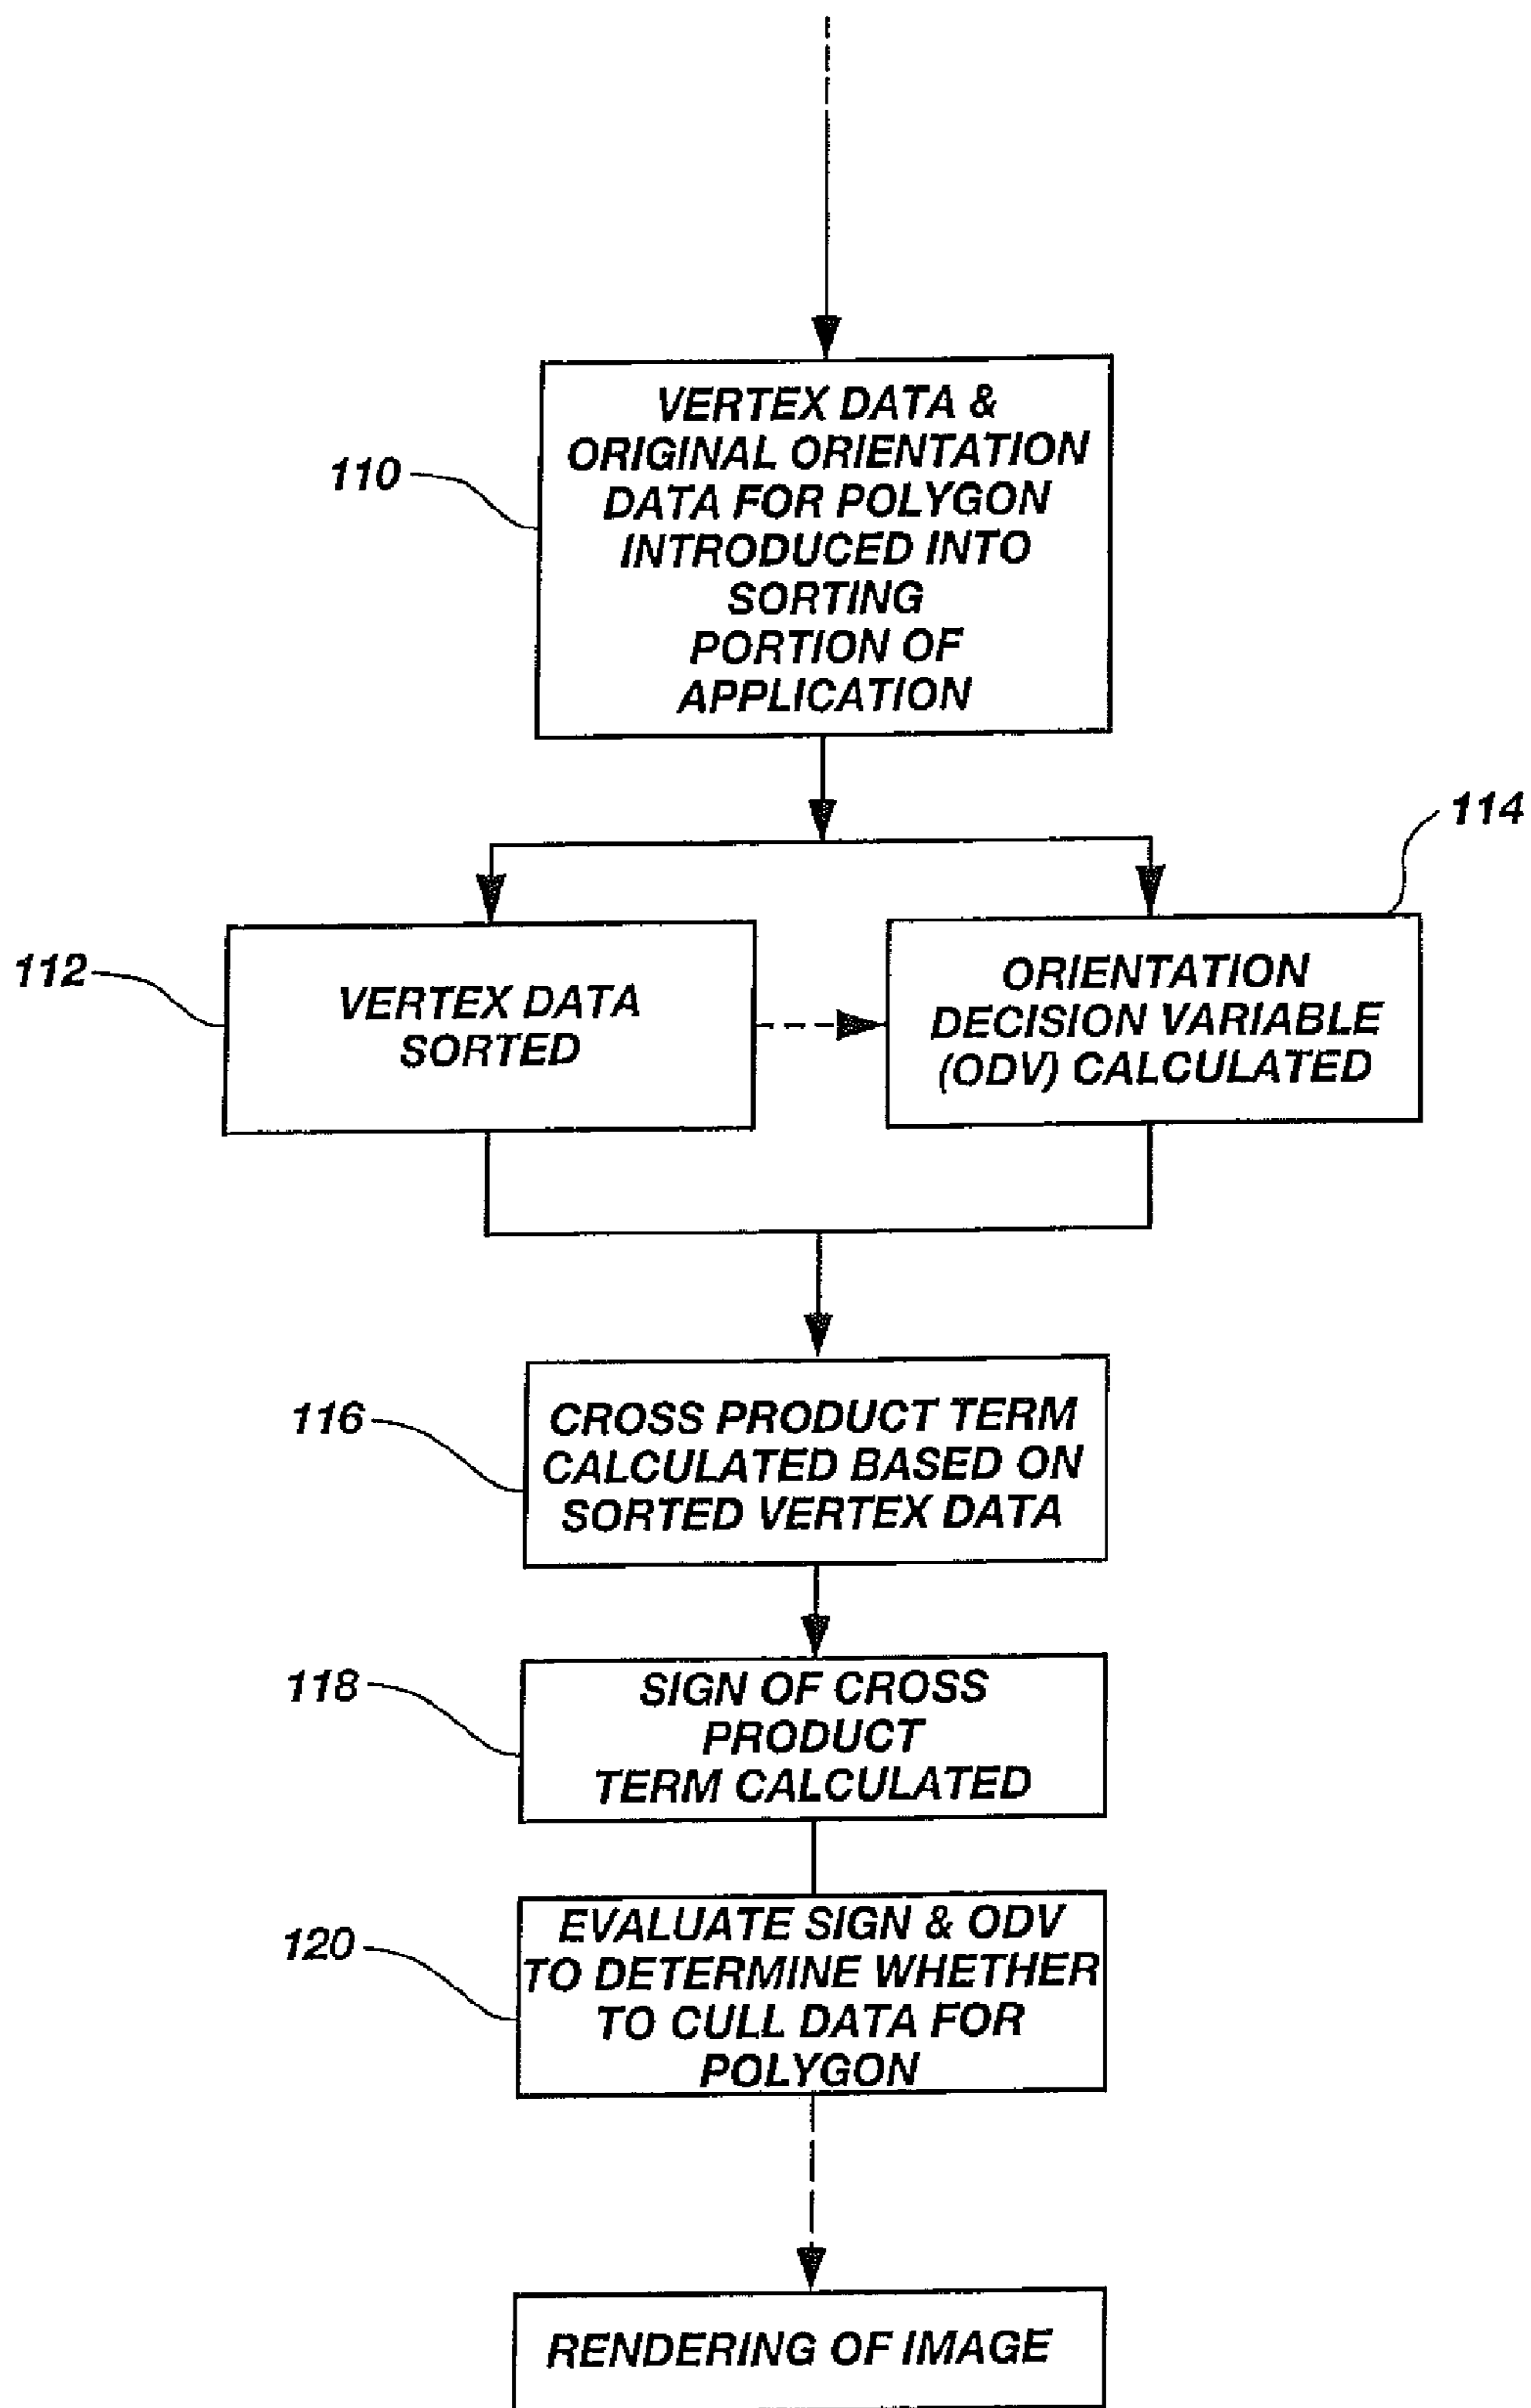 VERTEX DATA &
ORIGINAL ORIENTATION
DATA FOR POLYGON
INTRODUCED INTO
SORTING
PORTION OF
APPLICATION
110
114
112
VERTEX DATA
SORTED
ORIENTATION
DECISION VARIABLE
(ODV) CALCULATED
116
CROSS PRODUCT TERM
CALCULATED BASED ON
SORTED VERTEX DATA
118
SIGN OF CROSS
PRODUCT
TERM CALCULATED
120
EVALUATE SIGN & ODV
TO DETERMINE WHETHER
TO CULL DATA FOR
POLYGON
RENDERING OF IMAGE